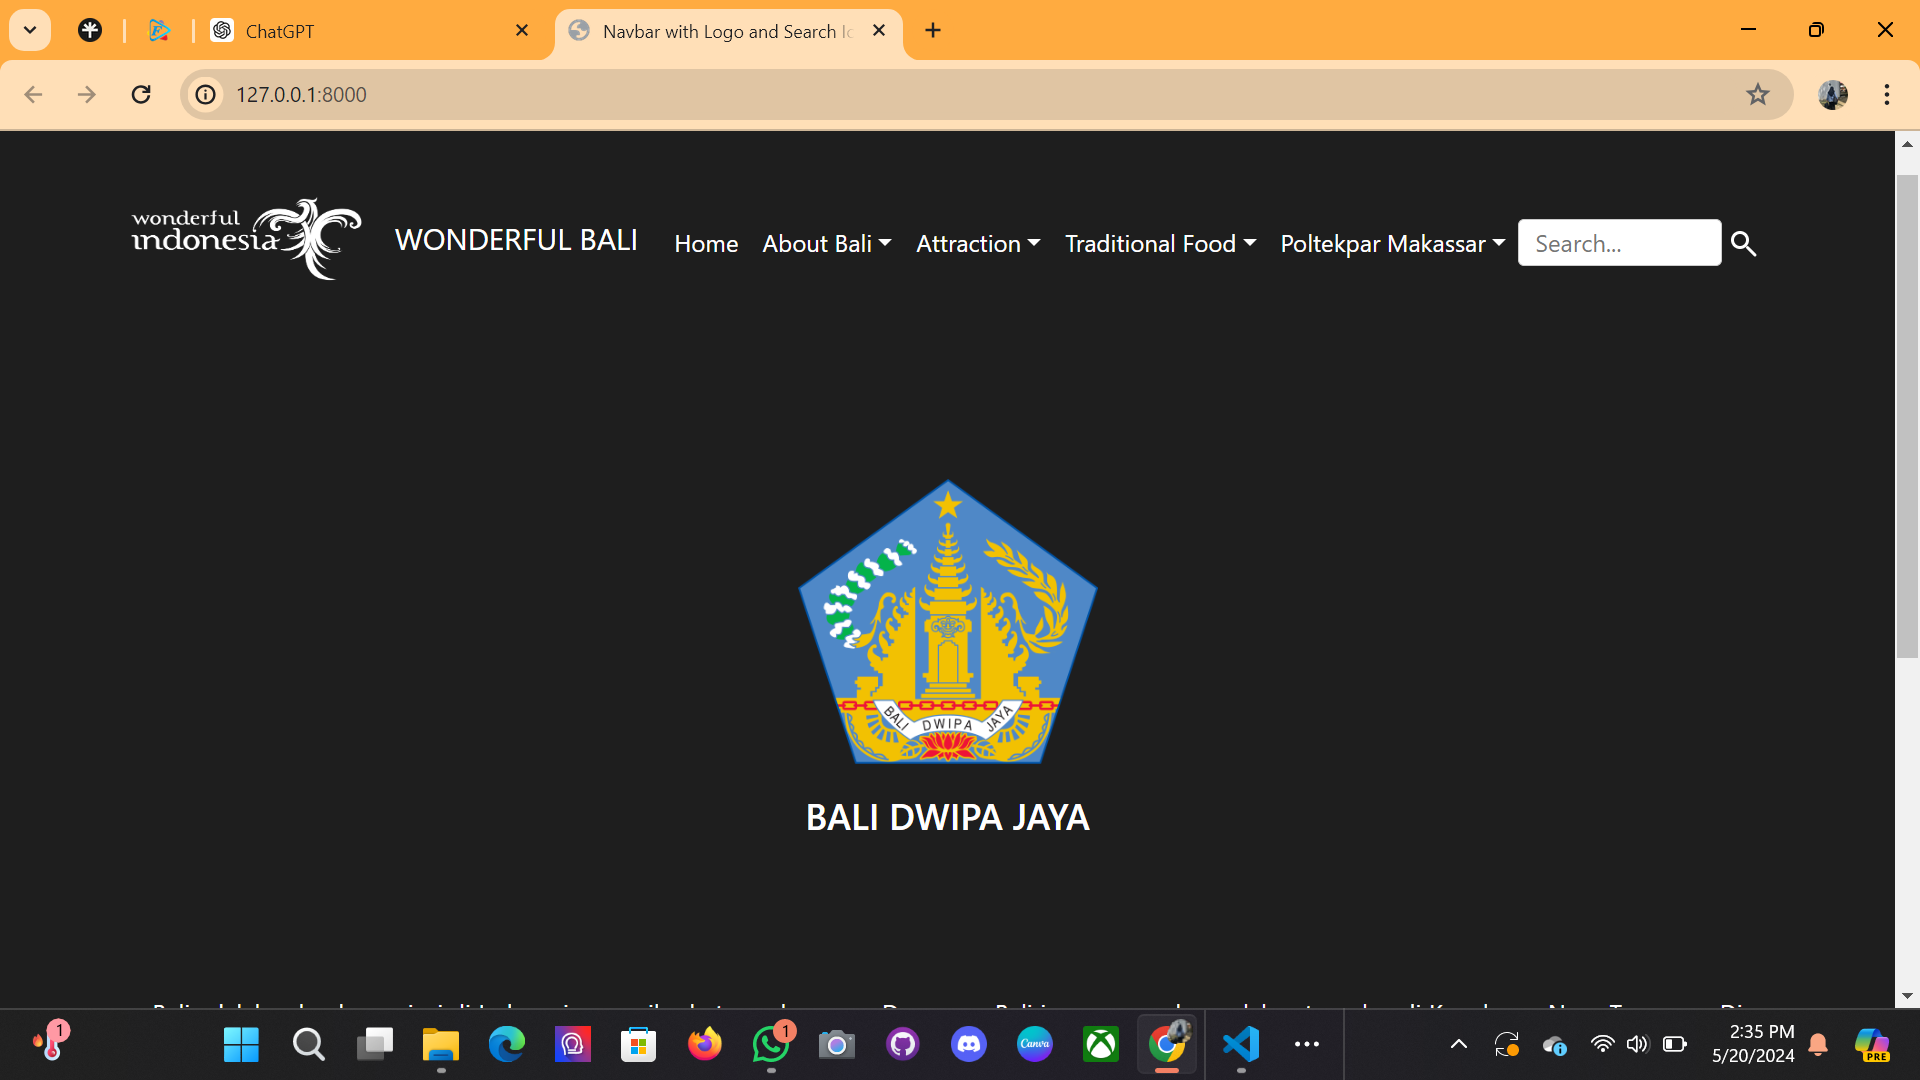 ChatGPT
Navbar with Logo and Search Ic
127.0.0.1:8000
wonderful
indonesia
WONDERFUL BALI
Home
About Bali
Attraction
Traditional Food
Poltekpar Makassar
Search...
BALI DWIPA JAYA
BALI DWIPA JAYA
1
1
Canva
2:35 PM
5/20/2024
PRE